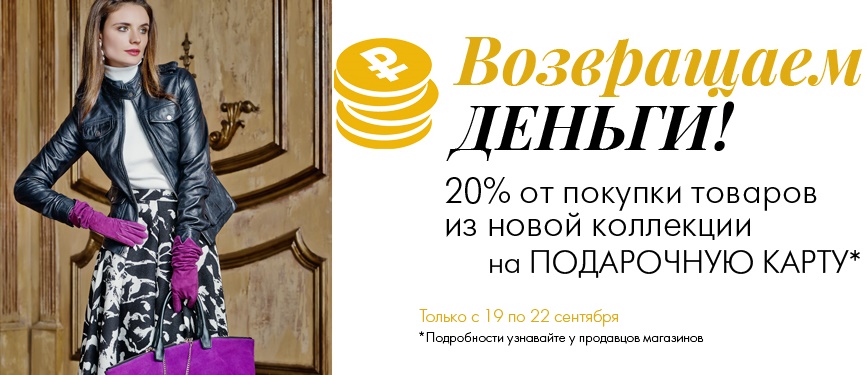 Возвращаем
ДЕНЬГИ!
20% от покупки товаров
из новой коллекции
на ПОДАРОЧНУЮ КАРТУ*
Только с 19 по 22 сентября
*Подробности узнавайте у продавцов магазинов